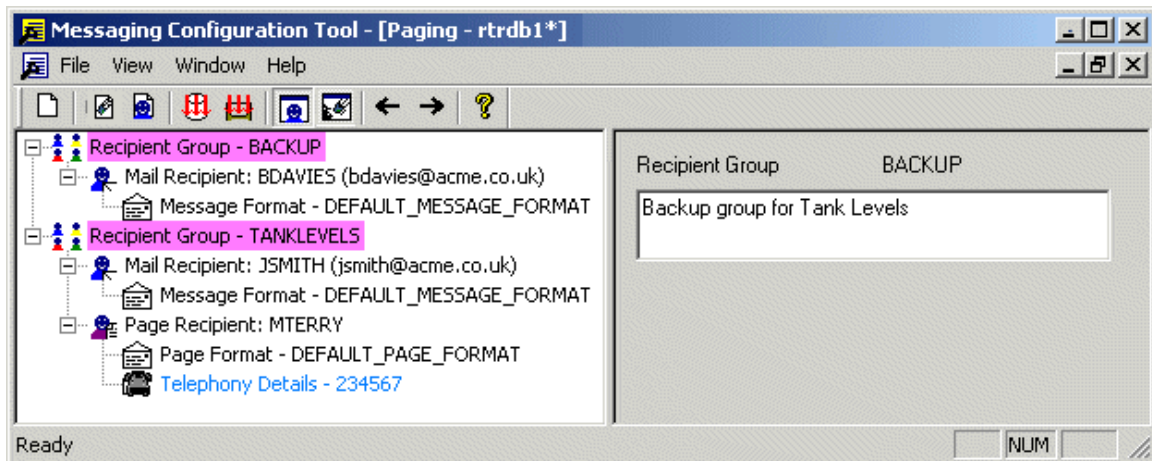 Messaging Configuration Tool - [Paging - rtrdb1*]
File View Window Help
Recipient Group - BACKUP
Mail Recipient: BDAVIES (bdavies@acme.co.uk)
Message Format - DEFAULT_MESSAGE_FORMAT
Recipient Group - TANKLEVELS
Mail Recipient: JSMITH (jsmith@acme.co.uk)
Message Format - DEFAULT_MESSAGE_FORMAT
Page Recipient: MTERRY
Page Format - DEFAULT_PAGE_FORMAT
Telephony Details - 234567
Recipient Group BACKUP
Backup group for Tank Levels
Ready NUM